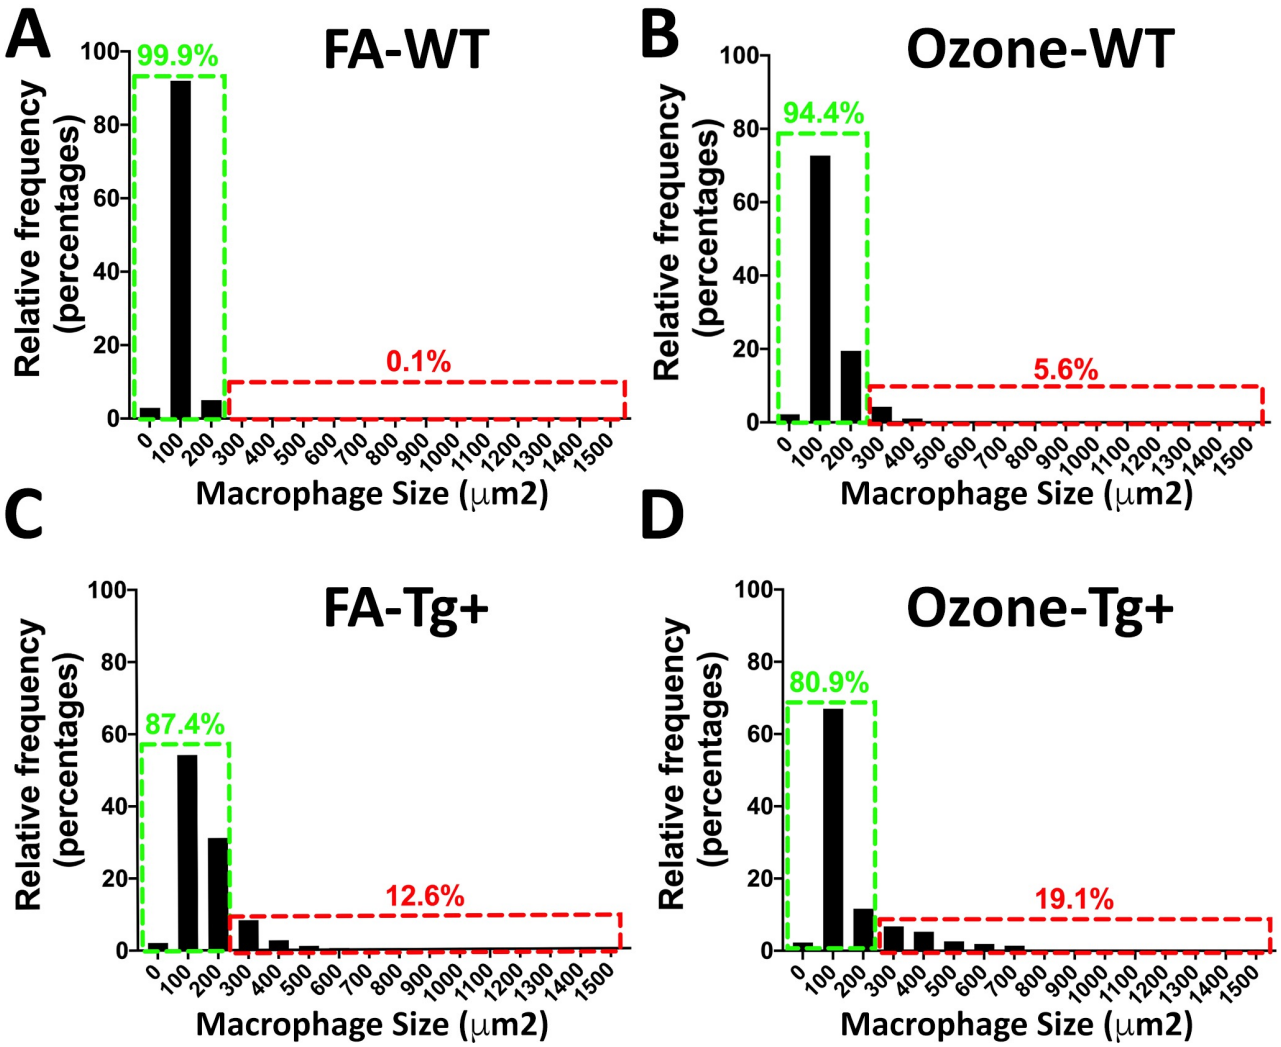 A
FA-WT
Relative frequency
(percentages)
100
80
60
40
20
0
99.9%
0.1%
0 100 200 300 400 500 600 700 800 900 1000 1100 1200 1300 1400 1500
Macrophage Size (μm2)
B
Ozone-WT
Relative frequency
(percentages)
100
80
60
40
20
0
94.4%
5.6%
0 100 200 300 400 500 600 700 800 900 1000 1100 1200 1300 1400 1500
Macrophage Size (μm2)
C
FA-Tg+
Relative frequency
(percentages)
100
80
60
40
20
0
87.4%
12.6%
0 100 200 300 400 500 600 700 800 900 1000 1100 1200 1300 1400 1500
Macrophage Size (μm2)
D
Ozone-Tg+
Relative frequency
(percentages)
100
80
60
40
20
0
80.9%
19.1%
0 100 200 300 400 500 600 700 800 900 1000 1100 1200 1300 1400 1500
Macrophage Size (μm2)